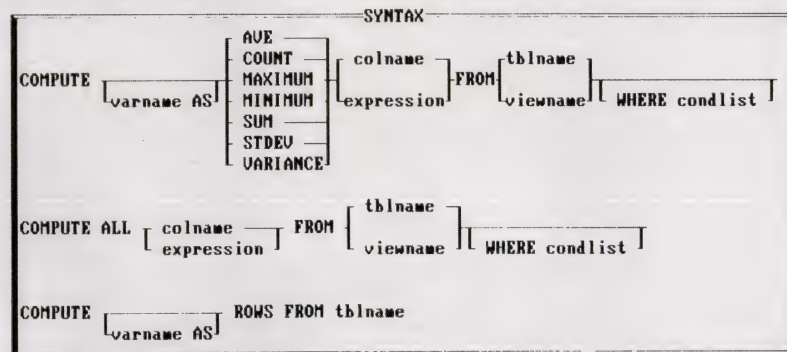 SYNTAX
AVE
COUNT colname tblname
COMPUTE MAXIMUM FROM
varname AS MINIMUM expression viewname WHERE condlist
SUM
STDEV
VARIANCE
tblname
COMPUTE ALL colname FROM
expression viewname WHERE condlist
COMPUTE ROWS FROM tblname
varname AS